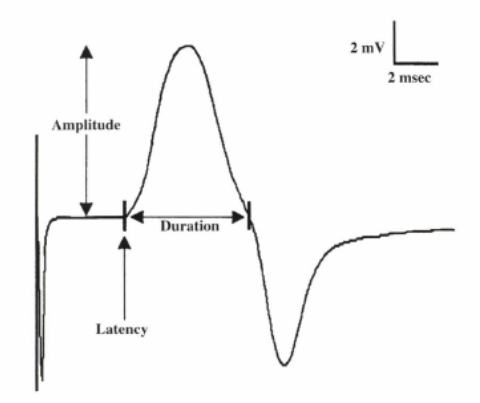 2 mV
2 msec
Amplitude
Duration
Latency